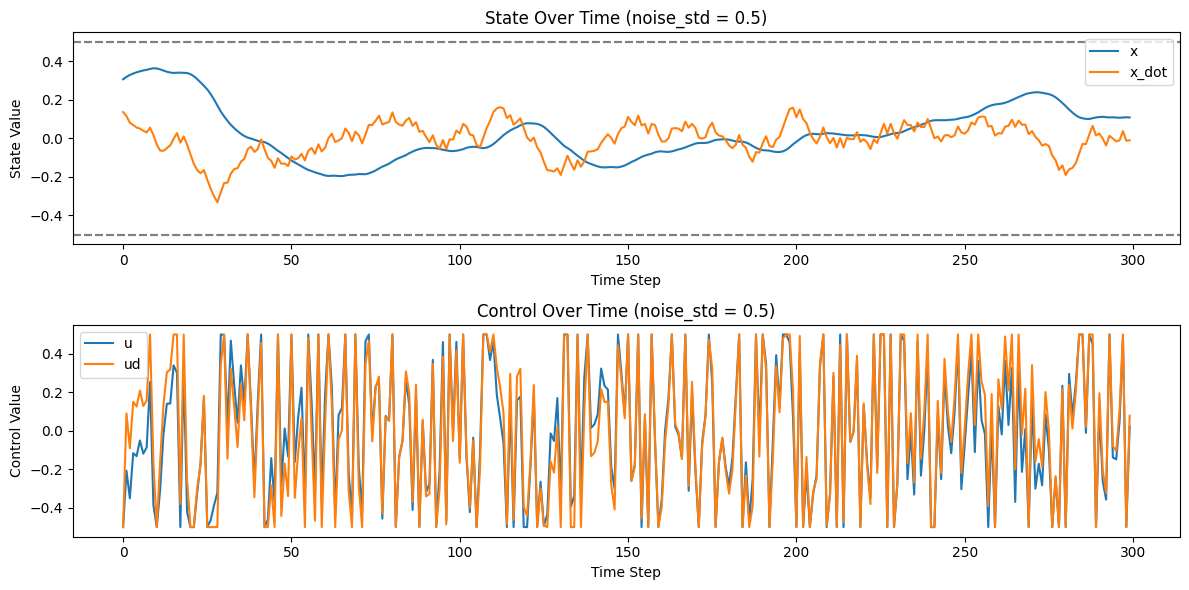 State Over Time (noise_std = 0.5)
State Value
0.4
0.2
0.0
−0.2
−0.4
x
x_dot
0
50
100
150
200
250
300
Time Step
Control Over Time (noise_std = 0.5)
Control Value
0.4
0.2
0.0
−0.2
−0.4
u
ud
0
50
100
150
200
250
300
Time Step